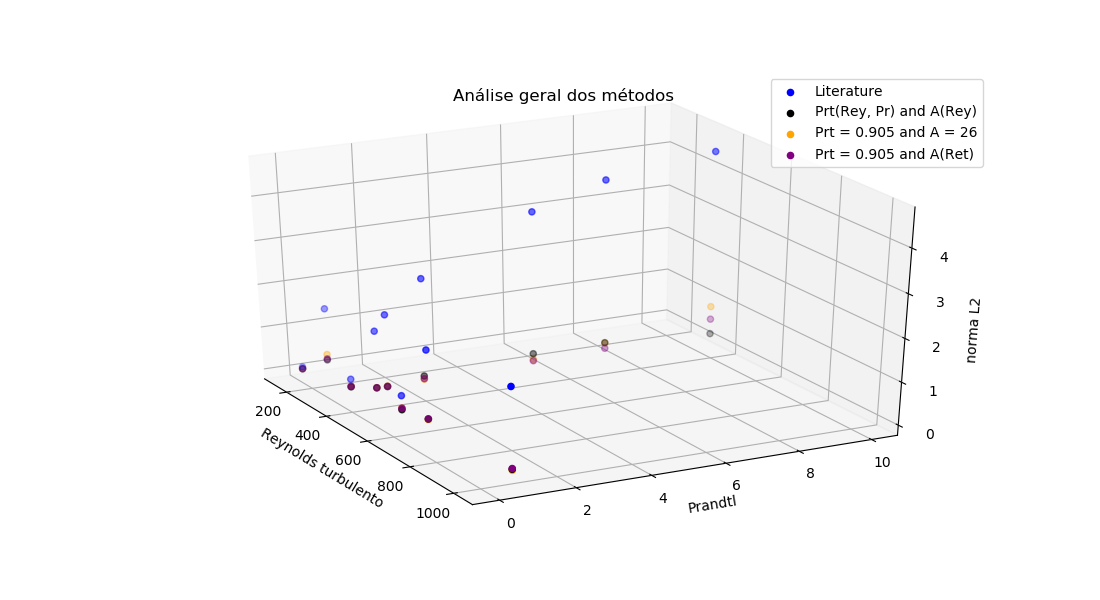 Análise geral dos métodos
Literature
Prt(Rey, Pr) and A(Rey)
Prt = 0.905 and A = 26
Prt = 0.905 and A(Ret)
4
3
2
1
0
norma L2
200
400
600
800
1000
Reynolds turbulento
0
2
4
6
8
10
Prandtl